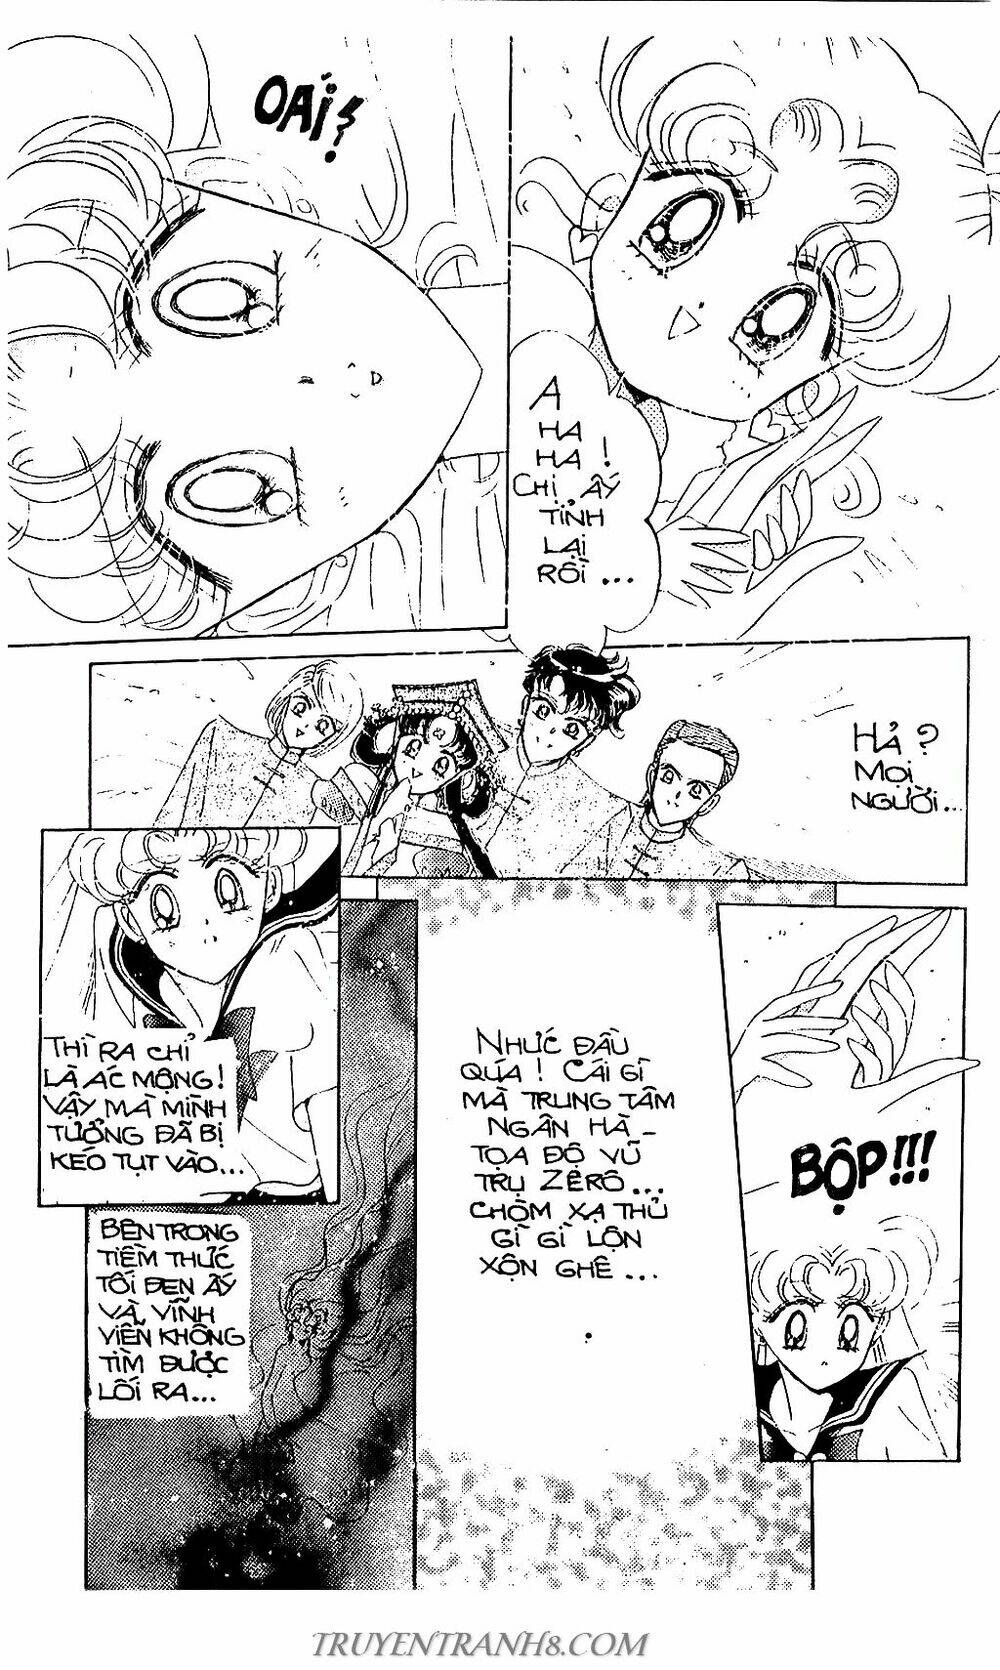 OÁI!
A
HA
HA!
CHỊ ẤY
TỈNH
LẠI
RỒI...
HẢ?
MỌI
NGƯỜI...
THÌ RA CHỈ
LÀ ÁC MỘNG!
VẬY MÀ MÌNH
TƯỞNG ĐÃ BỊ
KÉO TỤT VÀO...
BÊN TRONG
TIỀM THỨC
TỐI ĐEN ẤY
VÀ VĨNH
VIỄN KHÔNG
TÌM ĐƯỢC
LỐI RA...
NHỨC ĐẦU
QUÁ! CÁI GÌ
MÀ TRUNG TÂM
NGÂN HÀ_
TỌA ĐỘ VŨ
TRỤ ZÊRÔ...
CHÒM XẠ THỦ
GÌ GÌ LỘN
XỘN GHÊ...
BỘP!!!
TRUYENTRANH8.COM